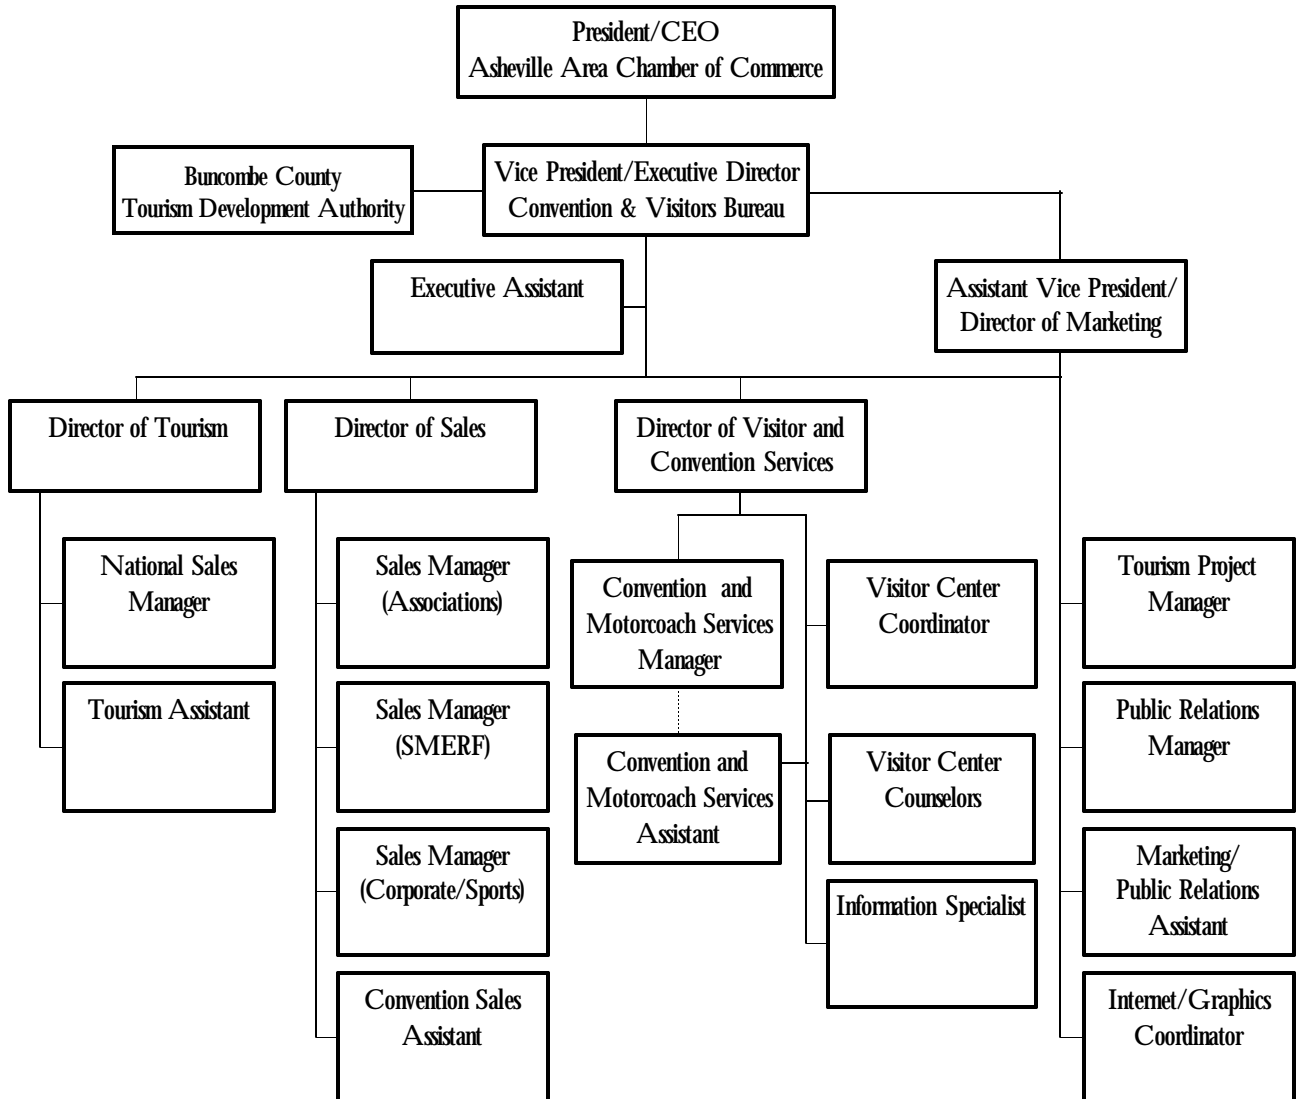 President/CEO
Asheville Area Chamber of Commerce
Buncombe County
Tourism Development Authority
Vice President/Executive Director
Convention & Visitors Bureau
Executive Assistant
Assistant Vice President/
Director of Marketing
Director of Tourism
Director of Sales
Director of Visitor and
Convention Services
National Sales
Manager
Tourism Assistant
Sales Manager
(Associations)
Sales Manager
(SMERF)
Sales Manager
(Corporate/Sports)
Convention Sales
Assistant
Convention and
Motorcoach Services
Manager
Convention and
Motorcoach Services
Assistant
Visitor Center
Coordinator
Visitor Center
Counselors
Information Specialist
Tourism Project
Manager
Public Relations
Manager
Marketing/
Public Relations
Assistant
Internet/Graphics
Coordinator